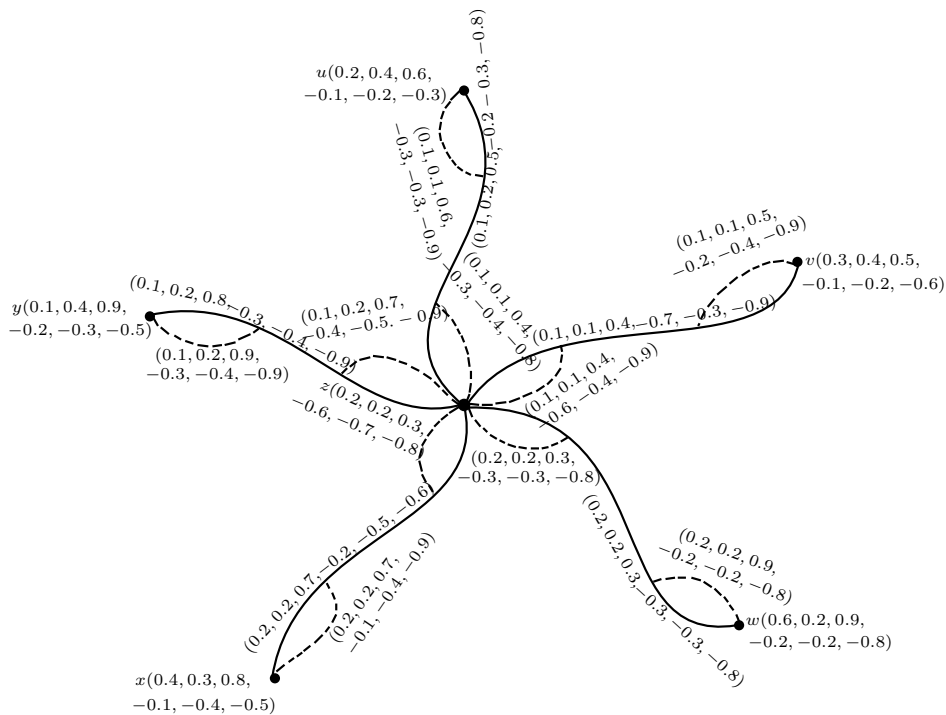 u(0.2, 0.4, 0.6,
−0.1, −0.2, −0.3)
(0.1, 0.2, 0.5, −0.2 − 0.3, −0.8)
(0.1, 0.1, 0.6,
−0.3, −0.3, −0.9)
(0.1, 0.1, 0.5,
−0.2, −0.4, −0.9)
v(0.3, 0.4, 0.5,
−0.1, −0.2, −0.6)
(0.1, 0.1, 0.4,
−0.3, −0.4, −0.8)
(0.1, 0.1, 0.4, −0.7, −0.3, −0.9)
(0.1, 0.1, 0.4,
−0.6, −0.4, −0.9)
y(0.1, 0.4, 0.9,
−0.2, −0.3, −0.5)
(0.1, 0.2, 0.8, −0.3, −0.4, −0.9)
(0.1, 0.2, 0.9,
−0.3, −0.4, −0.9)
(0.1, 0.2, 0.7,
−0.4, −0.5. − 0.9)
z(0.2, 0.2, 0.3,
−0.6, −0.7, −0.8)
(0.2, 0.2, 0.3,
−0.3, −0.3, −0.8)
(0.2, 0.2, 0.7, −0.2, −0.5, −0.6)
(0.2, 0.2, 0.7,
−0.1, −0.4, −0.9)
(0.2, 0.2, 0.3, −0.3, −0.3, −0.8)
(0.2, 0.2, 0.9,
−0.2, −0.2, −0.8)
w(0.6, 0.2, 0.9,
−0.2, −0.2, −0.8)
x(0.4, 0.3, 0.8,
−0.1, −0.4, −0.5)